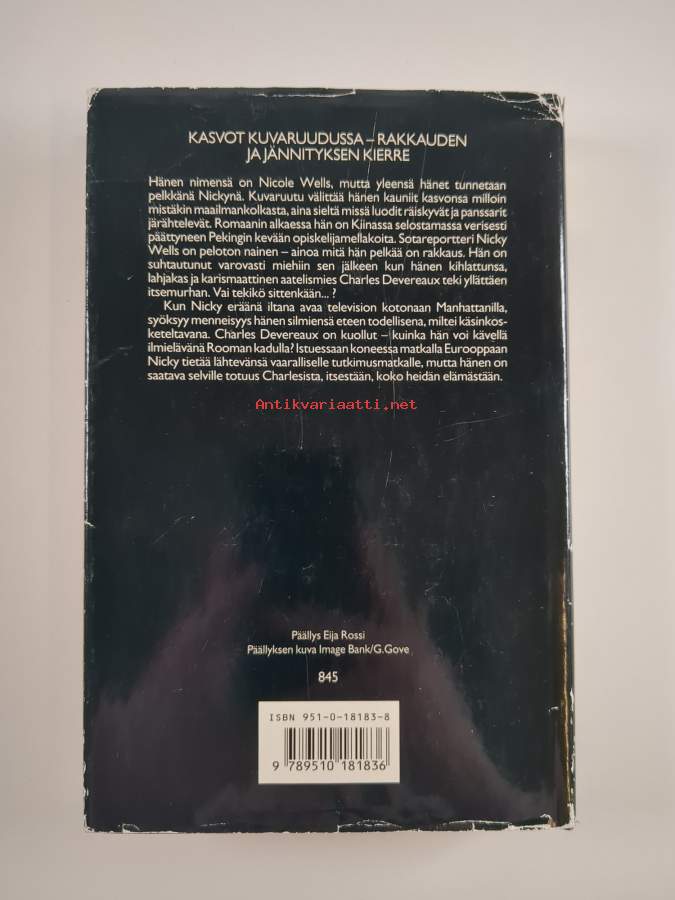 KASVOT KUVARUUDUSSA – RAKKAUDEN
JA JÄNNITYKSEN KIERRE
Hänen nimensä on Nicole Wells, mutta yleensä hänet tunnetaan
pelkkänä Nickynä. Kuvaruutu välittää hänen kauniit kasvonsa milloin
mistäkin maailmankolkasta, aina sieltä missä luodit räiskyvät ja panssarit
järähtelevät. Romaanin alkaessa hän on Kiinassa selostamassa verisesti
päättyneen Pekingin kevään opiskelijamellakoita. Sotareportteri Nicky
Wells on peloton nainen – ainoa mitä hän pelkää on rakkaus. Hän on
suhtautunut varovasti miehiin sen jälkeen kun hänen kihlattunsa,
lahjakas ja karismaattinen aatelismies Charles Devereaux teki yllättäen
itsemurhan. Vai tekikö sittenkään... ?
Kun Nicky eräänä iltana avaa television kotonaan Manhattanilla,
syöksyy menneisyys hänen silmiensä eteen todellisena, miltei käsinkos-
keteltavana. Charles Devereaux on kuollut – kuinka hän voi kävellä
ilmielävänä Rooman kadulla? Istuessaan koneessa matkalla Eurooppaan
Nicky tietää lähtevänsä vaaralliselle tutkimusmatkalle, mutta hänen on
saatava selville totuus Charlesista, itsestään, koko heidän elämästään.
Antikvariaatti.net
Päällys Eija Rossi
Päällyksen kuva Image Bank/G.Gove
845
ISBN 951-0-18183-8
9 789510 181836